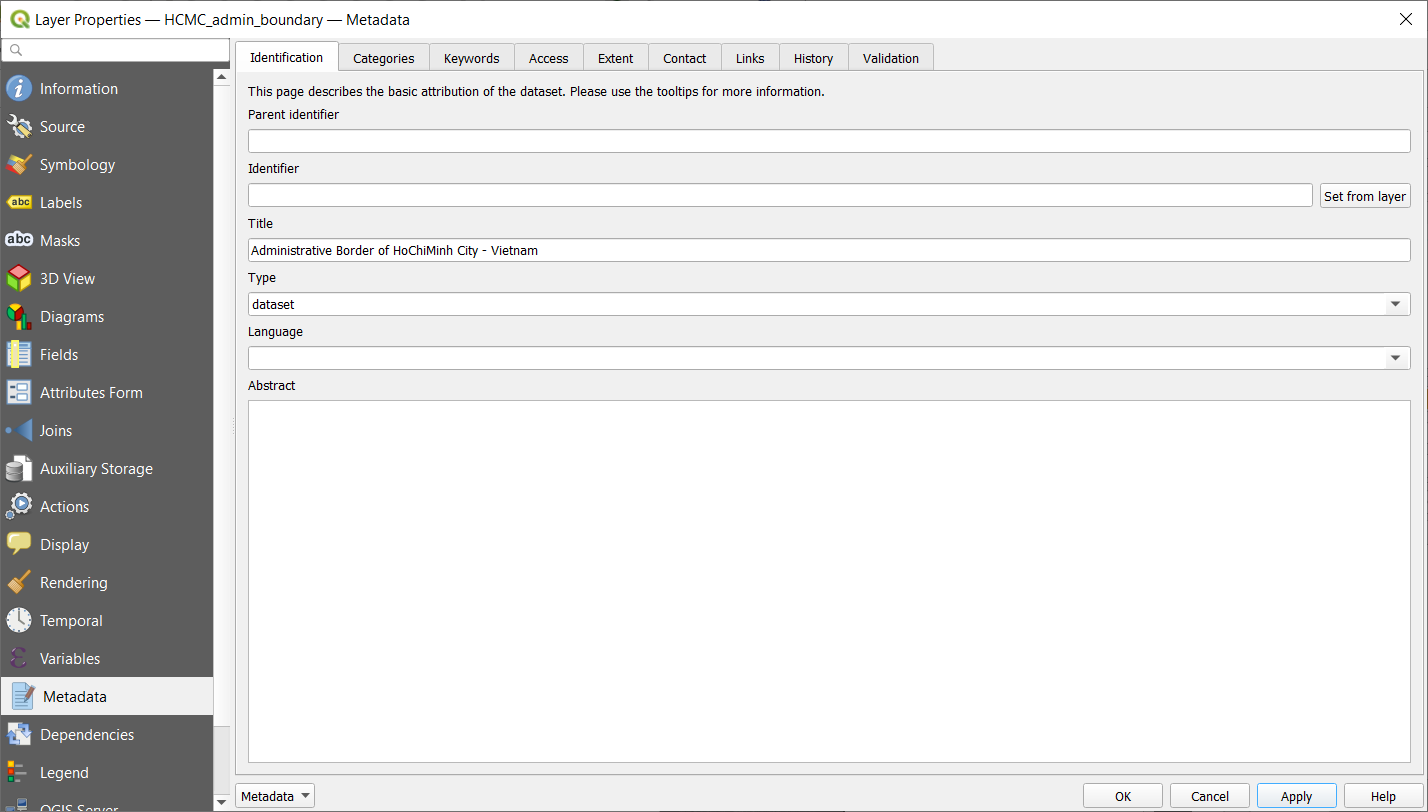 Layer Properties — HCMC_admin_boundary — Metadata
Information
Source
Symbology
abc Labels
abc Masks
3D View
Diagrams
Fields
Attributes Form
Joins
Auxiliary Storage
Actions
Display
Rendering
Temporal
Variables
Metadata
Dependencies
Legend
QGIS Server
Identification Categories Keywords Access Extent Contact Links History Validation
This page describes the basic attribution of the dataset. Please use the tooltips for more information.
Parent identifier
Identifier
Set from layer
Title
Administrative Border of HoChiMinh City - Vietnam
Type
dataset
Language
Abstract
Metadata OK Cancel Apply Help